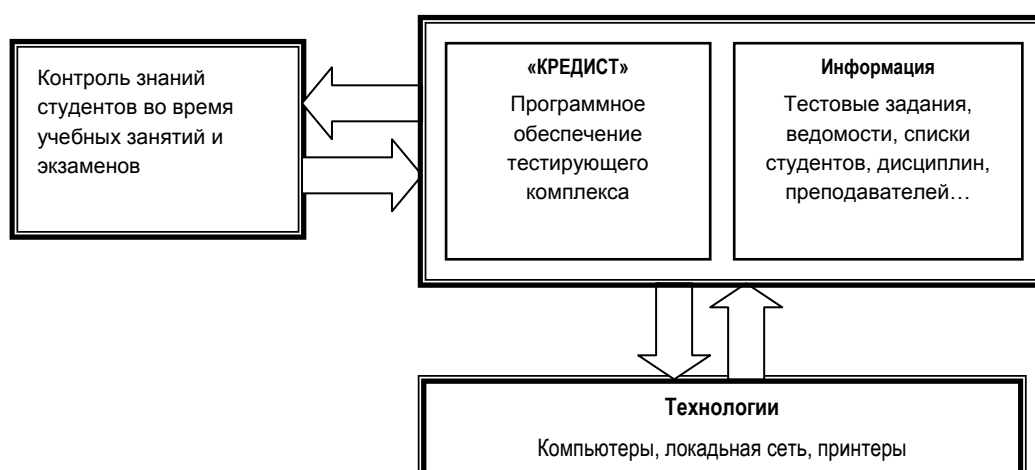 Контроль знаний
студентов во время
учебных занятий и
экзаменов
«КРЕДИСТ»
Программное
обеспечение
тестирующего
комплекса
Информация
Тестовые задания,
ведомости, списки
студентов, дисциплин,
преподавателей…
Технологии
Компьютеры, локадьная сеть, принтеры